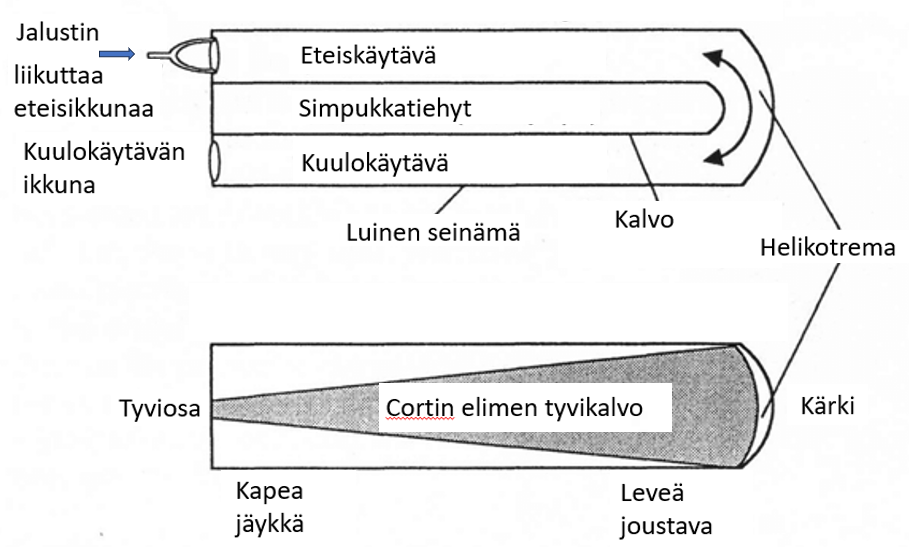 Jalustin
liikuttaa
eteisikkunaa
Kuulokäytävän
ikkuna
Eteiskäytävä
Simpukkatiehyt
Kuulokäytävä
Luinen seinämä
Kalvo
Helikotrema
Tyviosa
Cortin elimen tyvikalvo
Kärki
Kapea
jäykkä
Leveä
joustava